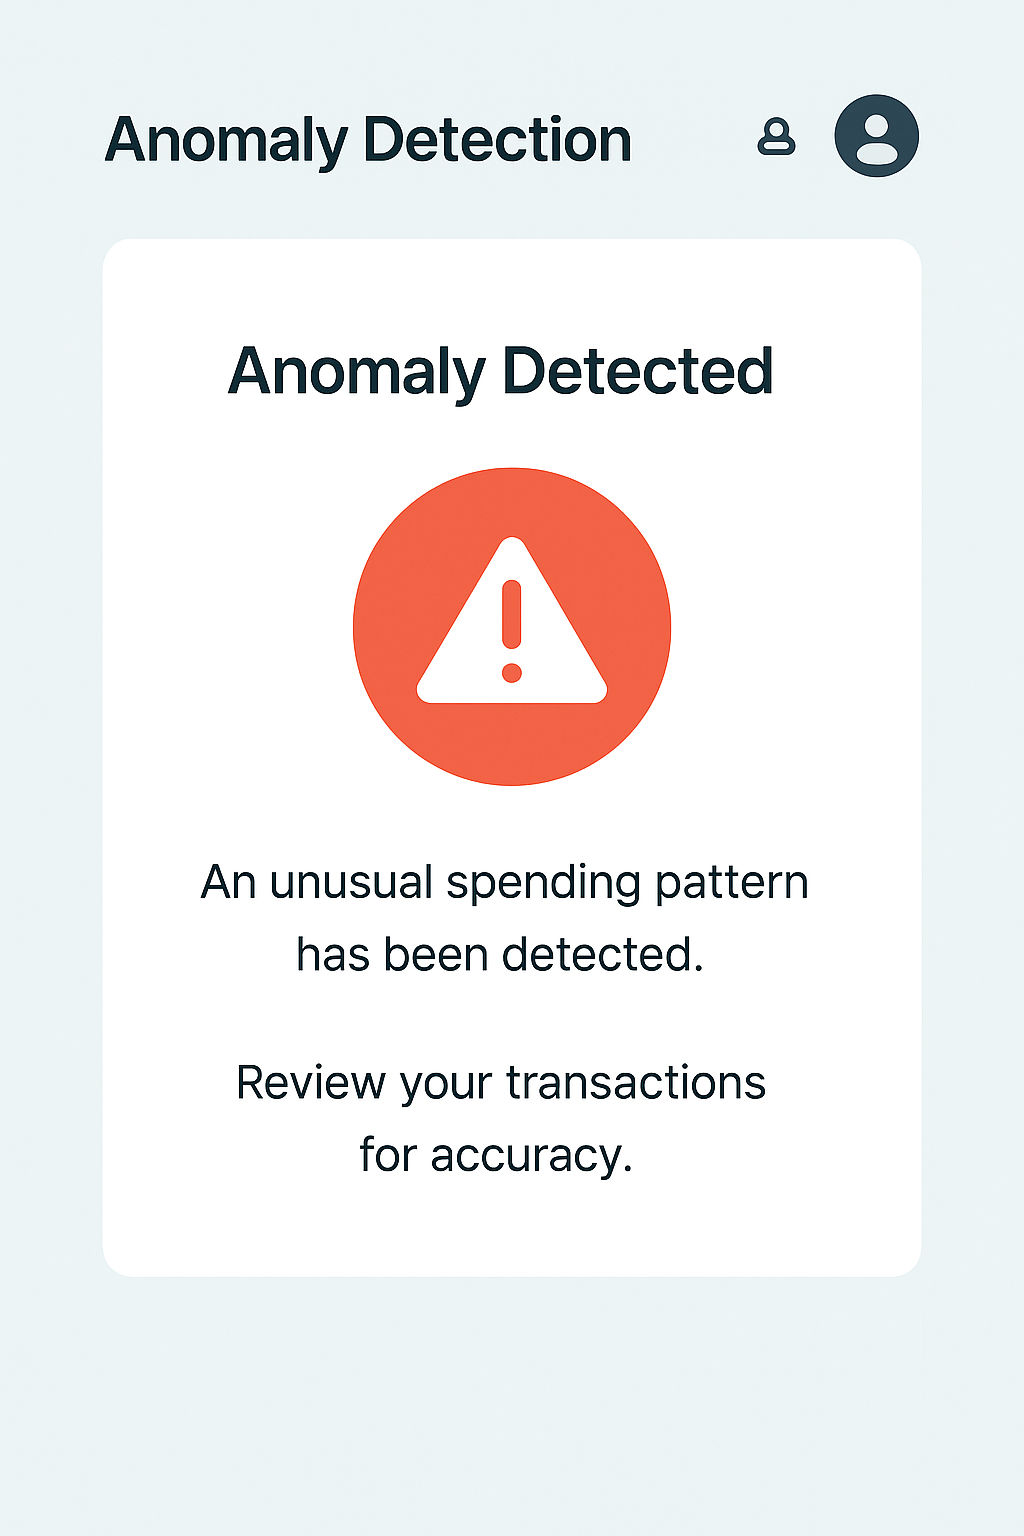 Anomaly Detection
Anomaly Detected
An unusual spending pattern
has been detected.
Review your transactions
for accuracy.